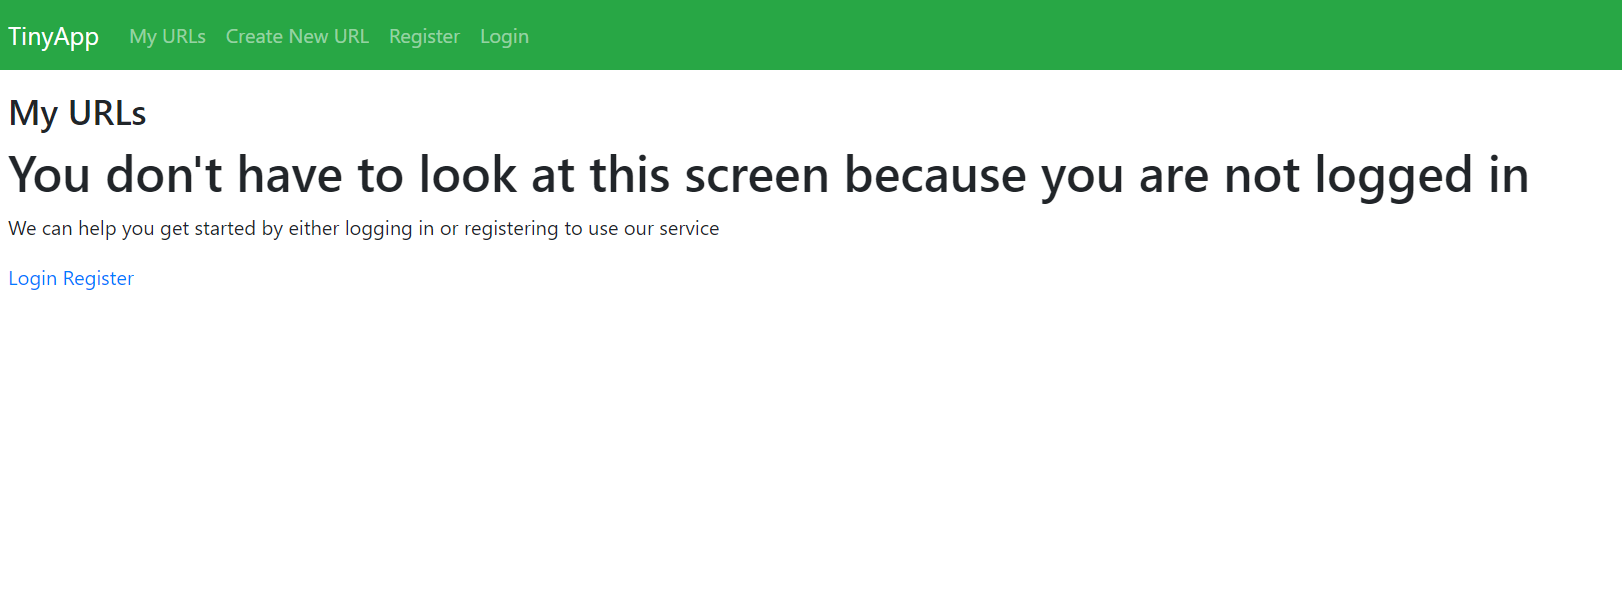 TinyApp My URLs Create New URL Register Login
My URLs
You don't have to look at this screen because you are not logged in
We can help you get started by either logging in or registering to use our service
Login Register